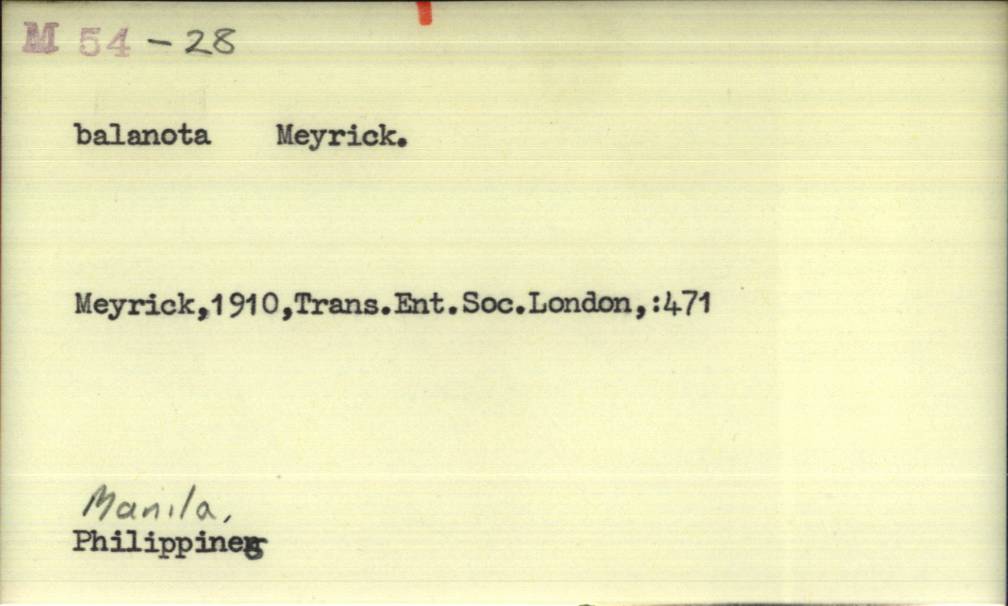 M 54 - 28
balanota Meyrick.
Meyrick,1910,Trans.Ent.Soc.London,:471
Manila,
Philippines